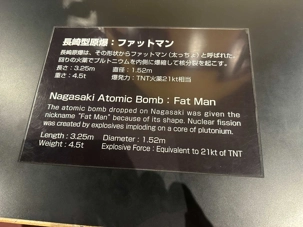 長崎型原爆：ファットマン
長崎原爆は、その形状からファットマン（太っちょ）と呼ばれた。
回りの火薬でプルトニウムを内側に爆縮して核分裂を起こす。
長さ：3.25m　直径：1.52m
重さ：4.5t　爆発力：TNT火薬21kt相当
Nagasaki Atomic Bomb : Fat Man
The atomic bomb dropped on Nagasaki was given the
nickname "Fat Man" because of its shape. Nuclear fission
was created by explosives imploding on a core of plutonium.
Length : 3.25m Diameter : 1.52m
Weight : 4.5t Explosive Force : Equivalent to 21kt of TNT